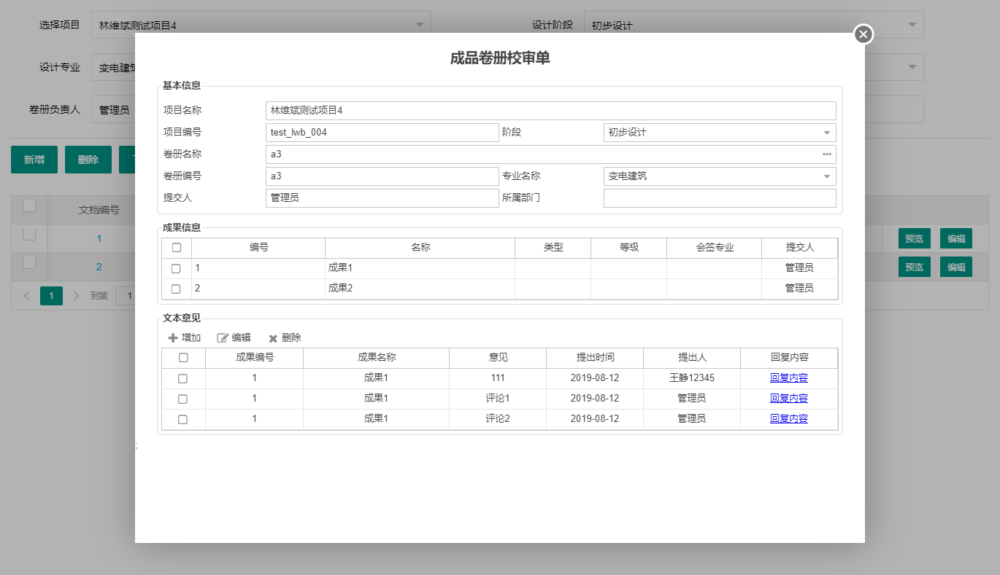 选择项目 林维斌测试项目4 设计阶段 初步设计
成品卷册校审单
设计专业 变电建筑
基本信息
卷册负责人 管理员
项目名称 林维斌测试项目4
项目编号 test_lwb_004 阶段 初步设计
新增 删除
卷册名称 a3
卷册编号 a3 专业名称 变电建筑
提交人 管理员 所属部门
文档编号
成果信息
编号 名称 类型 等级 会签专业 提交人
1 预览 编辑
1 成果1 管理员
2 预览 编辑
2 成果2 管理员
1 到第 1
文本意见
增加 编辑 删除
成果编号 成果名称 意见 提出时间 提出人 回复内容
1 成果1 111 2019-08-12 王静12345 回复内容
1 成果1 评论1 2019-08-12 管理员 回复内容
1 成果1 评论2 2019-08-12 管理员 回复内容
;